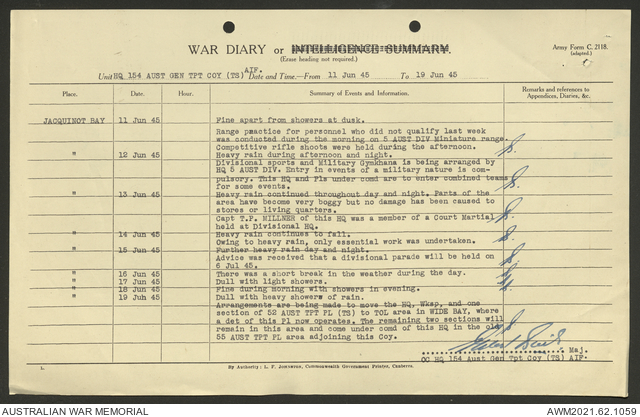 WAR DIARY or INTELLIGENCE SUMMARY.
(Erase heading not required.)
Army Form C. 2118.
(adapted.)
Unit HQ 154 AUST GEN TPT COY (TS) AIF. Date and Time.—From 11 Jun 45 To 19 Jun 45
Place. Date. Hour. Summary of Events and Information. Remarks and references to Appendices, Diaries, &c.
JACQUINOT BAY 11 Jun 45 Fine apart from showers at dusk.
Range practice for personnel who did not qualify last week
was conducted during the morning on 5 AUST DIV Miniature range.
Competitive rifle shoots were held during the afternoon.
" 12 Jun 45 Heavy rain during afternoon and night.
Divisional sports and Military Gymkhana is being arranged by
HQ 5 AUST DIV. Entry in events of a military nature is com-
pulsory. This HQ and Pls under comd are to enter combined teams
for some events.
" 13 Jun 45 Heavy rain continued throughout day and night. Parts of the
area have become very boggy but no damage has been caused to
stores or living quarters.
Capt T.P. MILLNER of this HQ was a member of a Court Martial
held at Divisional HQ.
" 14 Jun 45 Heavy rain continues to fall.
Owing to heavy rain, only essential work was undertaken.
" 15 Jun 45 Further heavy rain day and night.
Advice was received that a divisional parade will be held on
6 Jul 45.
" 16 Jun 45 There was a short break in the weather during the day.
" 17 Jun 45 Dull with light showers.
" 18 Jun 45 Fine during morning with showers in evening.
" 19 Jun 45 Dull with heavy showers of rain.
Arrangements are being made to move the HQ, Wksp, and one
section of 52 AUST TPT PL (TS) to TOL area in WIDE BAY, where
a det of this Pl now operates. The remaining two sections will
remain in this area and come under comd of this HQ in the old
55 AUST TPT PL area adjoining this Coy.
Maj.
OC HQ 154 Aust Gen Tpt Coy (TS) AIF.
1.
By Authority: L. F. Johnston, Commonwealth Government Printer, Canberra.
AUSTRALIAN WAR MEMORIAL
AWM2021.62.1059